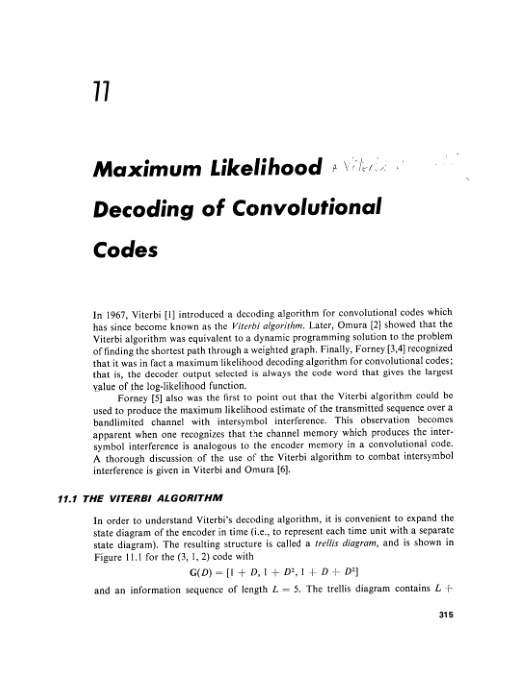 11
Maximum Likelihood
Decoding of Convolutional
Codes
In 1967, Viterbi [1] introduced a decoding algorithm for convolutional codes which
has since become known as the Viterbi algorithm. Later, Omura [2] showed that the
Viterbi algorithm was equivalent to a dynamic programming solution to the problem
of finding the shortest path through a weighted graph. Finally, Forney [3,4] recognized
that it was in fact a maximum likelihood decoding algorithm for convolutional codes;
that is, the decoder output selected is always the code word that gives the largest
value of the log-likelihood function.
Forney [5] also was the first to point out that the Viterbi algorithm could be
used to produce the maximum likelihood estimate of the transmitted sequence over a
bandlimited channel with intersymbol interference. This observation becomes
apparent when one recognizes that the channel memory which produces the inter-
symbol interference is analogous to the encoder memory in a convolutional code.
A thorough discussion of the use of the Viterbi algorithm to combat intersymbol
interference is given in Viterbi and Omura [6].
11.1 THE VITERBI ALGORITHM
In order to understand Viterbi's decoding algorithm, it is convenient to expand the
state diagram of the encoder in time (i.e., to represent each time unit with a separate
state diagram). The resulting structure is called a trellis diagram, and is shown in
Figure 11.1 for the (3, 1, 2) code with
G(D) = [1 + D, 1 + D², 1 + D + D²]
and an information sequence of length L = 5. The trellis diagram contains L +
315